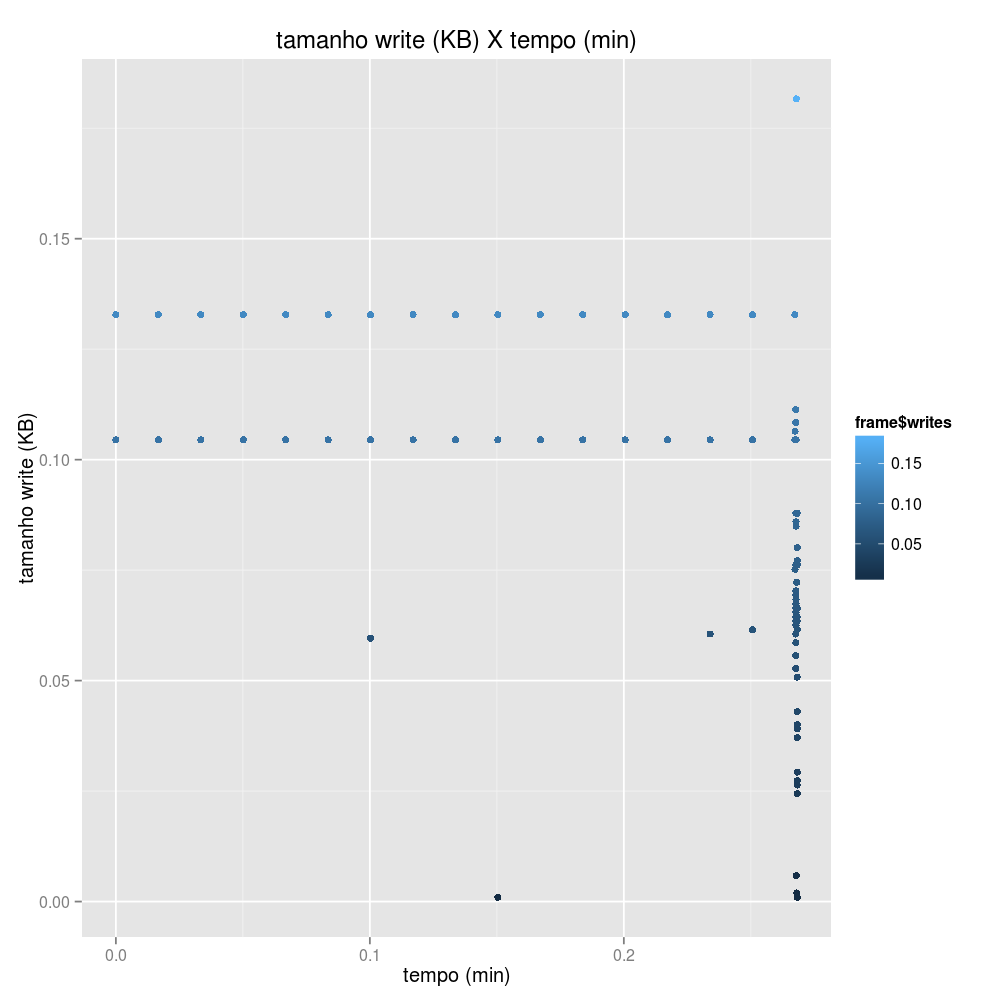 tamanho write (KB) X tempo (min)
tamanho write (KB)
0.15
0.10
0.05
0.00
0.0
0.1
0.2
tempo (min)
frame$writes
0.15
0.10
0.05